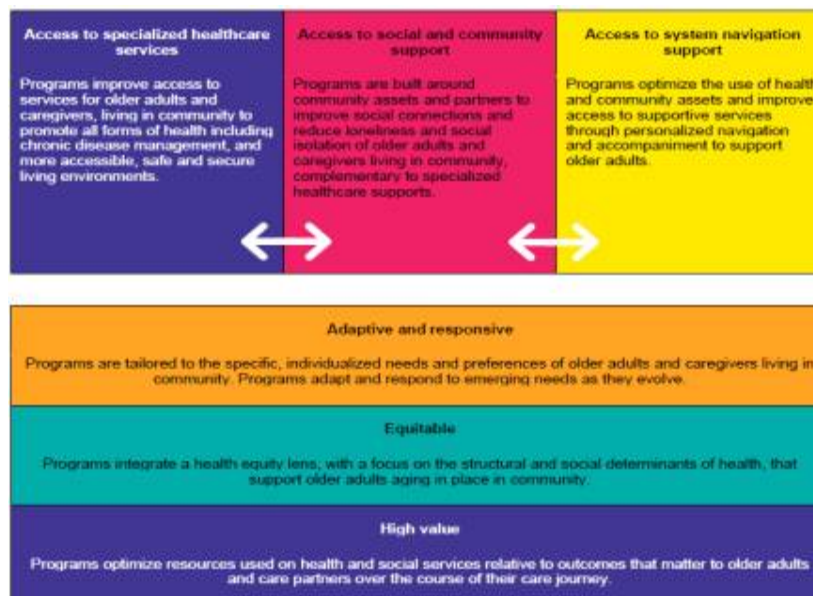 Access to specialized healthcare
services
Programs improve access to
services for older adults and
caregivers, living in community to
promote all forms of health including
chronic disease management, and
more accessible, safe and secure
living environments.
Access to social and community
support
Programs are built around
community assets and partners to
improve social connections and
reduce loneliness and social
isolation of older adults and
caregivers living in community,
complementary to specialized
healthcare supports.
Access to system navigation
support
Programs optimize the use of health
and community assets and improve
access to supportive services
through personalized navigation
and accompaniment to support
older adults.
Adaptive and responsive
Programs are tailored to the specific, individualized needs and preferences of older adults and caregivers living in
community. Programs adapt and respond to emerging needs as they evolve.
Equitable
Programs integrate a health equity lens, with a focus on the structural and social determinants of health, that
support older adults aging in place in community.
High value
Programs optimize resources used on health and social services relative to outcomes that matter to older adults
and care partners over the course of their care journey.